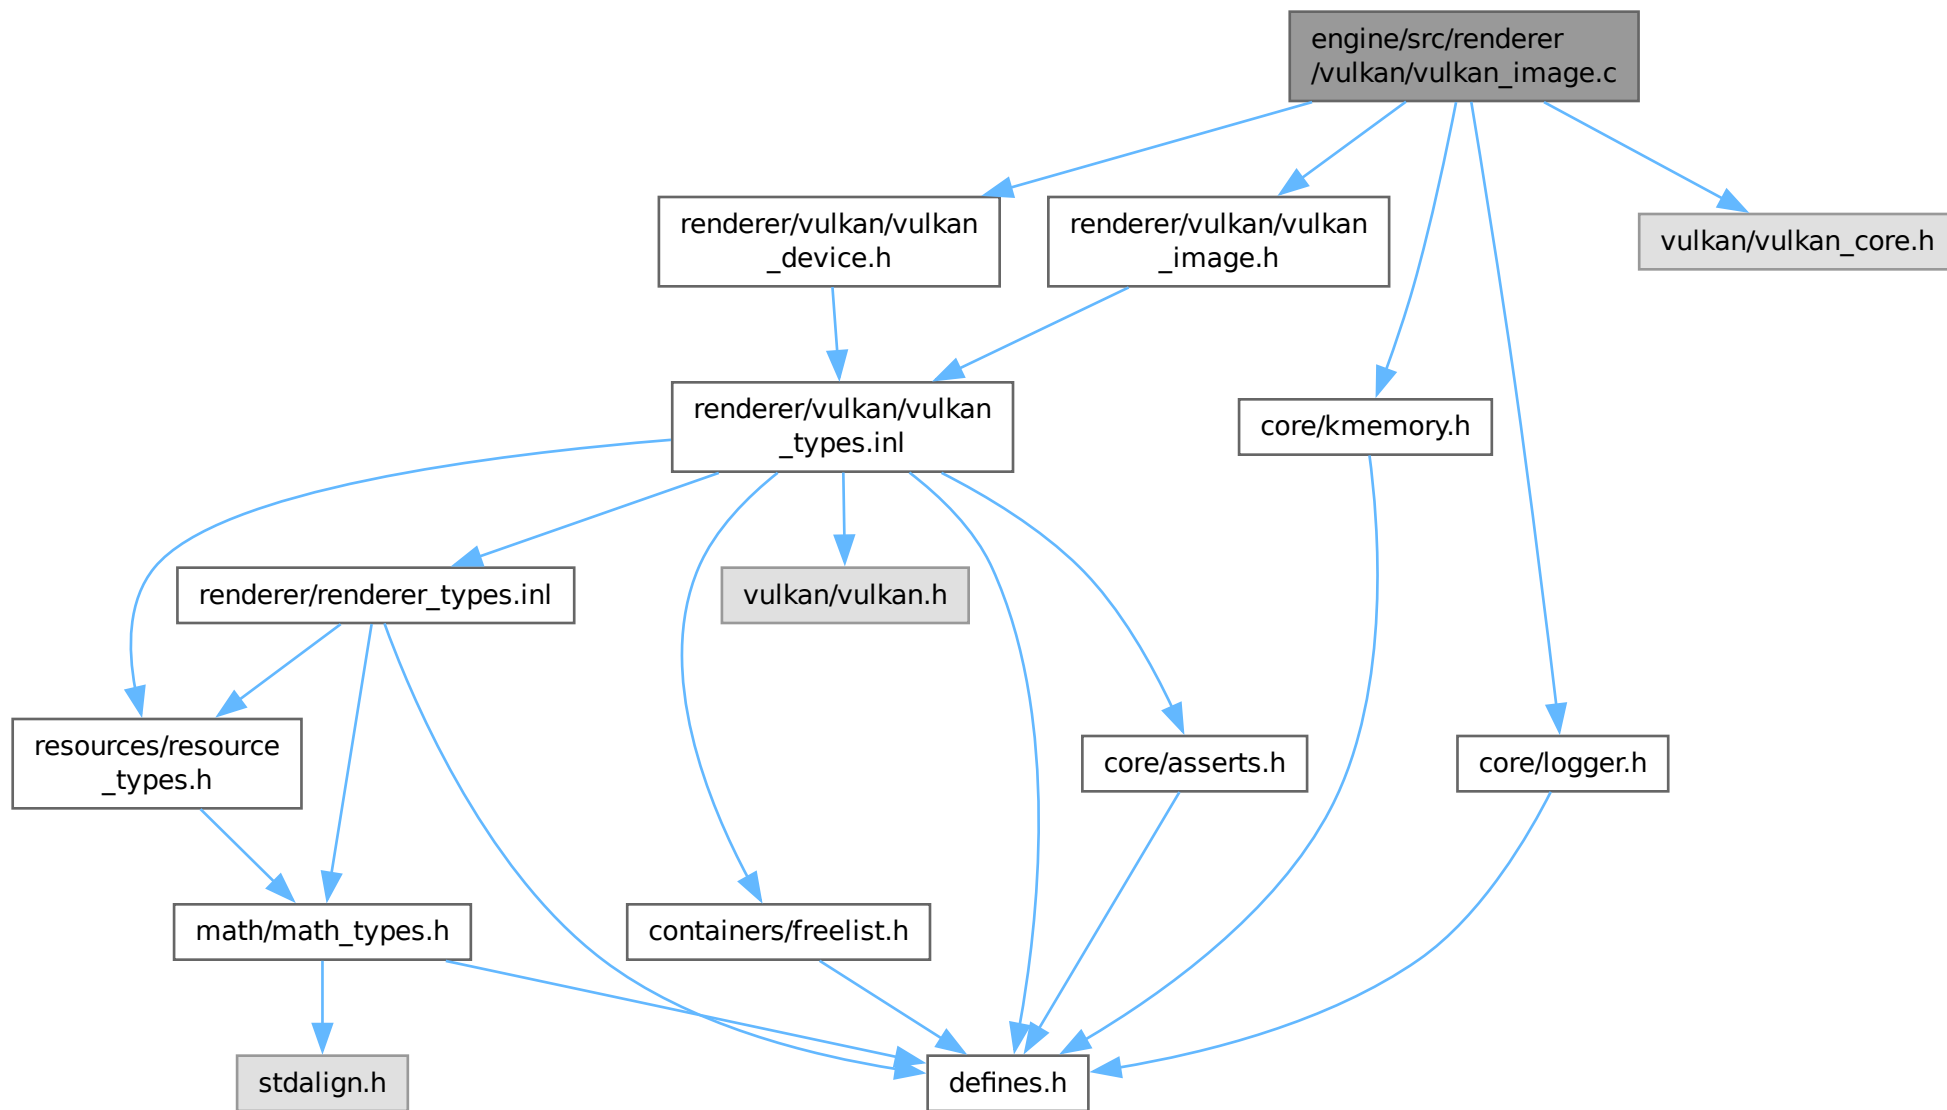 engine/src/renderer
/vulkan/vulkan_image.c
renderer/vulkan/vulkan
_device.h
renderer/vulkan/vulkan
_image.h
vulkan/vulkan_core.h
renderer/vulkan/vulkan
_types.inl
core/kmemory.h
renderer/renderer_types.inl
vulkan/vulkan.h
resources/resource
_types.h
core/asserts.h
core/logger.h
math/math_types.h
containers/freelist.h
stdalign.h
defines.h